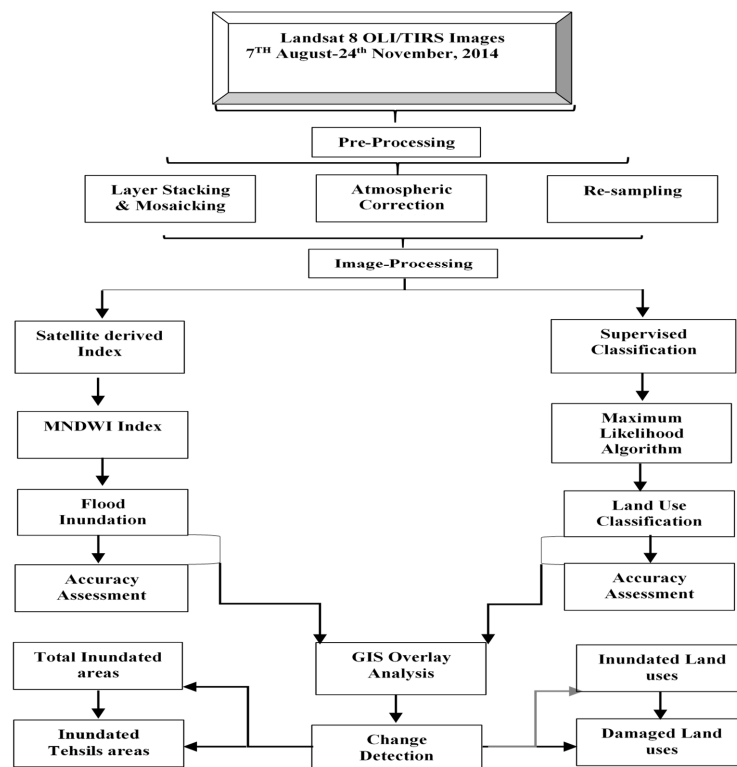 Landsat 8 OLI/TIRS Images
7TH August-24th November, 2014
Pre-Processing
Layer Stacking
& Mosaicking
Atmospheric
Correction
Re-sampling
Image-Processing
Satellite derived
Index
Supervised
Classification
MNDWI Index
Maximum
Likelihood
Algorithm
Flood
Inundation
Land Use
Classification
Accuracy
Assessment
Accuracy
Assessment
Total Inundated
areas
GIS Overlay
Analysis
Inundated Land
uses
Inundated
Tehsils areas
Change
Detection
Damaged Land
uses